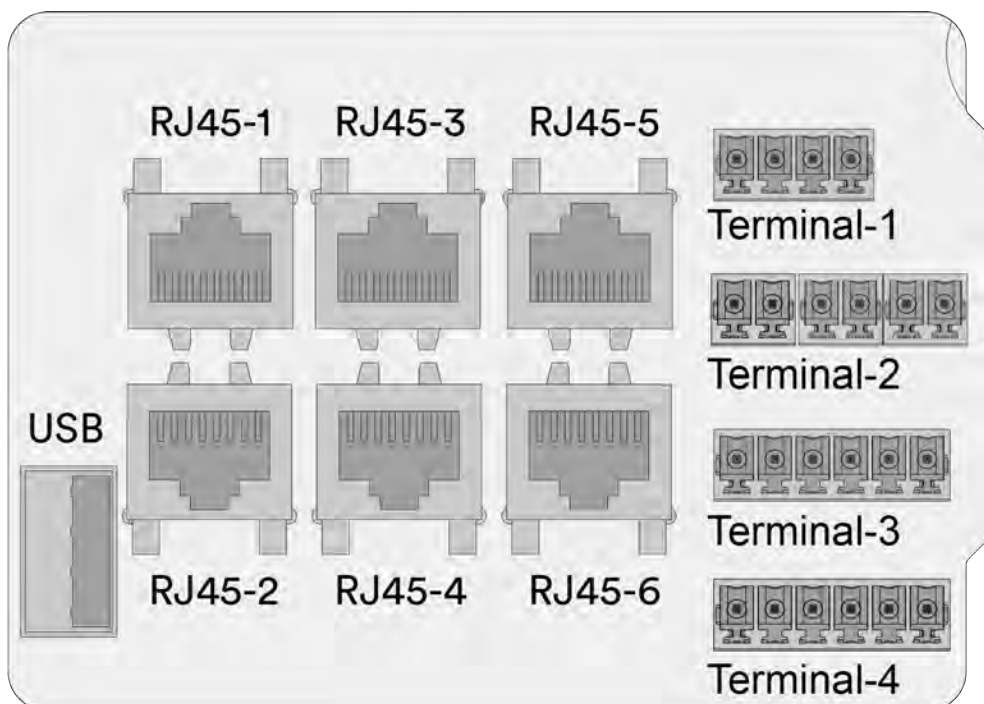 RJ45-1 RJ45-3 RJ45-5
Terminal-1
Terminal-2
USB
Terminal-3
RJ45-2 RJ45-4 RJ45-6
Terminal-4